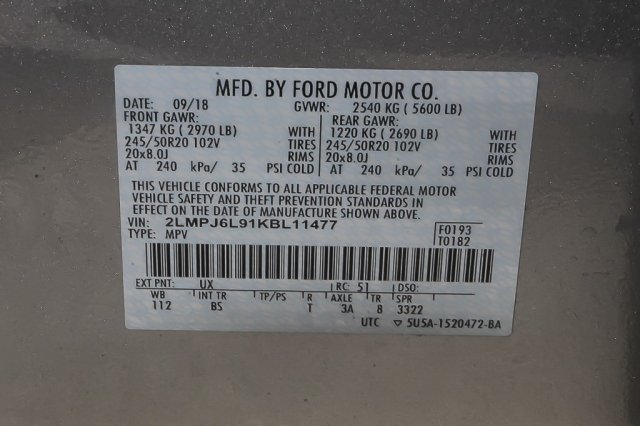 MFD. BY FORD MOTOR CO.
DATE: 09/18 GVWR: 2540 KG ( 5600 LB)
FRONT GAWR: REAR GAWR:
1347 KG ( 2970 LB) WITH 1220 KG ( 2690 LB) WITH
245/50R20 102V TIRES 245/50R20 102V TIRES
20x8.0J RIMS 20x8.0J RIMS
AT 240 kPa/ 35 PSI COLD AT 240 kPa/ 35 PSI COLD
THIS VEHICLE CONFORMS TO ALL APPLICABLE FEDERAL MOTOR
VEHICLE SAFETY AND THEFT PREVENTION STANDARDS IN
EFFECT ON THE DATE OF MANUFACTURE SHOWN ABOVE.
VIN: 2LMPJ6L91KBL11477 F0193
TYPE: MPV T0182
EXT PNT: UX RC: 51 DSO:
WB INT TR TP/PS R AXLE TR SPR
112 BS T 3A 8 3322
UTC 5U5A-1520472-BA